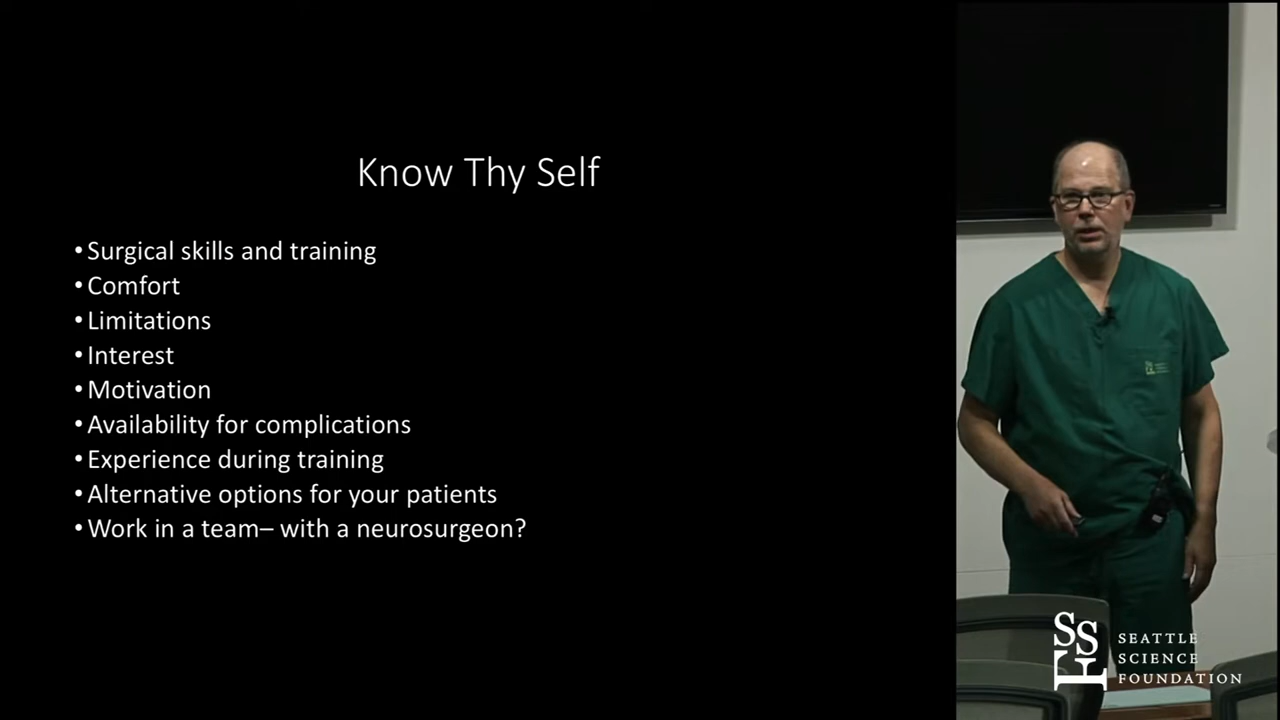 Know Thy Self
• Surgical skills and training
• Comfort
• Limitations
• Interest
• Motivation
• Availability for complications
• Experience during training
• Alternative options for your patients
• Work in a team– with a neurosurgeon?
SSF
SEATTLE
SCIENCE
FOUNDATION